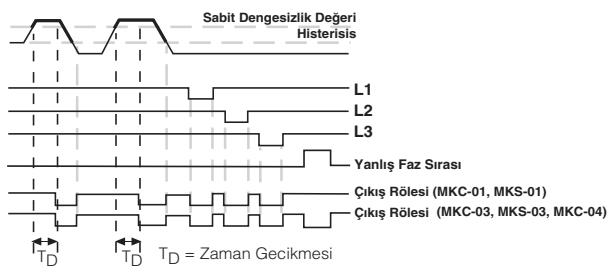 Sabit Dengesizlik Değeri
Histerisis
L1
L2
L3
Yanlış Faz Sırası
Çıkış Rölesi (MKC-01, MKS-01)
Çıkış Rölesi (MKC-03, MKS-03, MKC-04)
TD TD TD = Zaman Gecikmesi